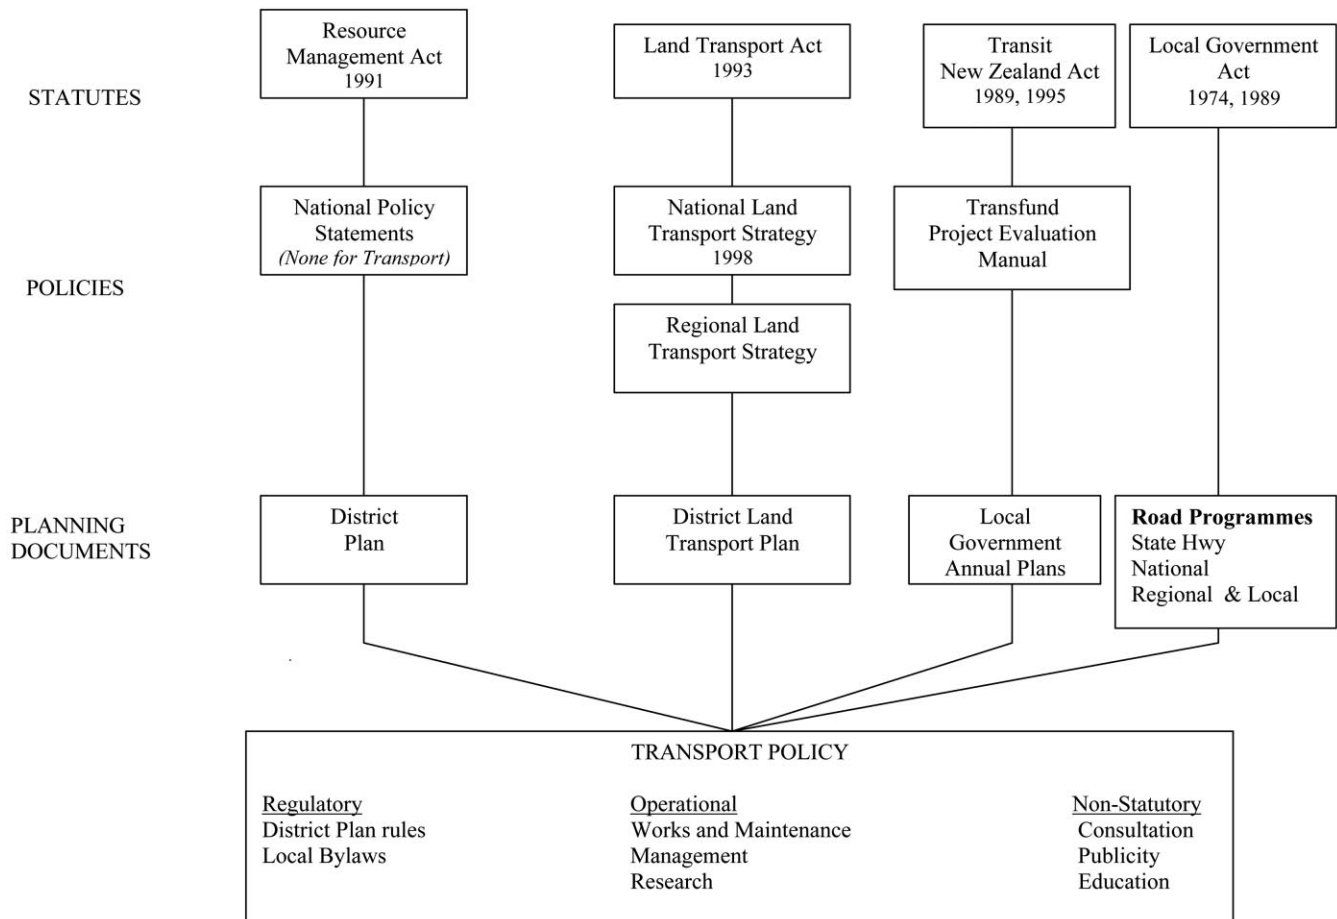 STATUTES
Resource
Management Act
1991
Land Transport Act
1993
Transit
New Zealand Act
1989, 1995
Local Government
Act
1974, 1989
POLICIES
National Policy
Statements
(None for Transport)
National Land
Transport Strategy
1998
Transfund
Project Evaluation
Manual
Regional Land
Transport Strategy
PLANNING
DOCUMENTS
District
Plan
District Land
Transport Plan
Local
Government
Annual Plans
Road Programmes
State Hwy
National
Regional & Local
TRANSPORT POLICY
Regulatory
District Plan rules
Local Bylaws
Operational
Works and Maintenance
Management
Research
Non-Statutory
Consultation
Publicity
Education